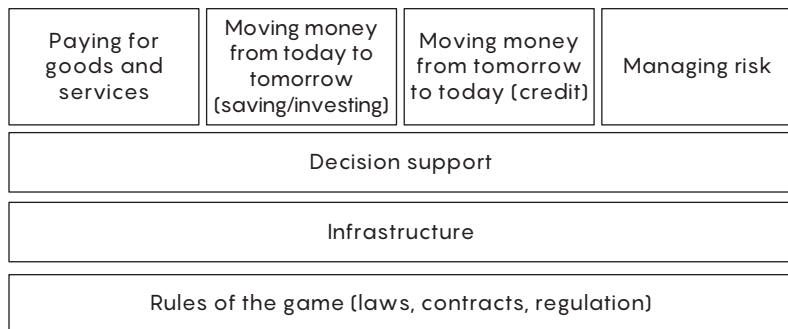 Paying for
goods and
services
Moving money
from today to
tomorrow
(saving/investing)
Moving money
from tomorrow
to today (credit)
Managing risk
Decision support
Infrastructure
Rules of the game (laws, contracts, regulation)